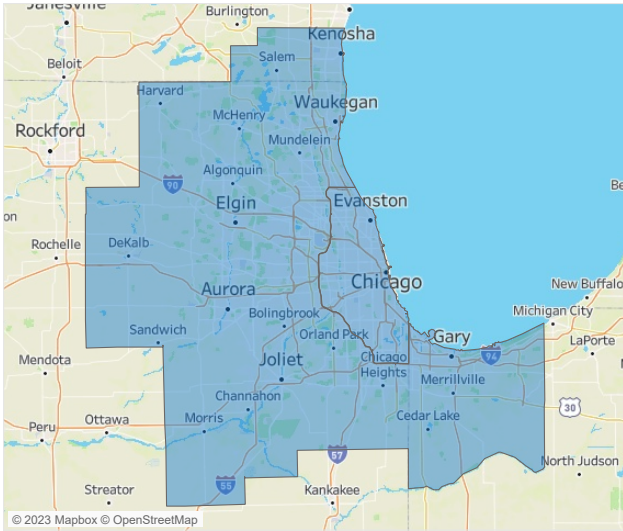 Janesville
Burlington
Kenosha
Beloit
Salem
Harvard
Waukegan
McHenry
Rockford
Mundelein
Algonquin
90
Elgin
Evanston
on
Be
Rochelle
DeKalb
Chicago
Aurora
New Buffalo
Bolingbrook
Michigan City
Sandwich
Orland Park
Gary
94
LaPorte
Mendota
Joliet
Chicago
Heights
Merrillville
Channahon
30
Ottawa
Morris
Cedar Lake
Peru
57
North Judson
55
Streator
Kankakee
© 2023 Mapbox © OpenStreetMap